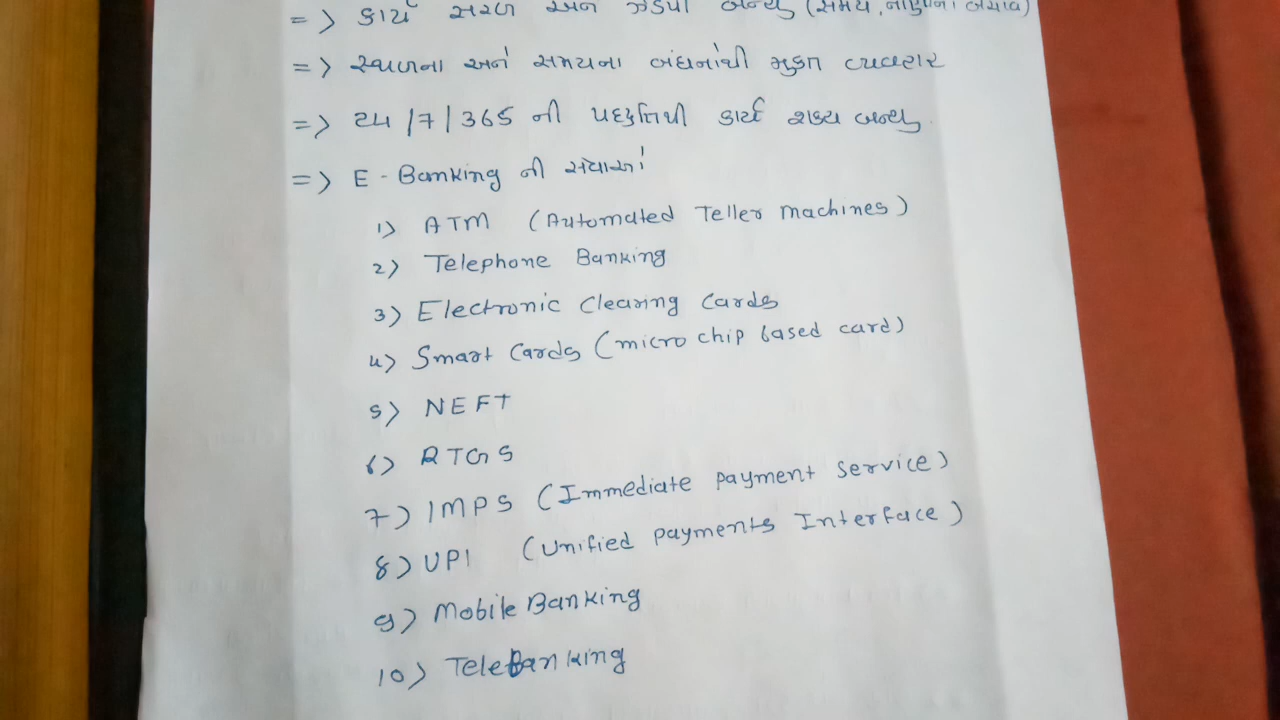 => કાર્ય સરળ અને ઝડપી બન્યુ (સમય, નાણાંનો બચાવ)
=> સ્થળના અને સમયના બંધનોથી મુક્ત વ્યવહાર
=> ૨૪/7/365 ની પદ્ધતિથી કાર્ય શક્ય બન્યુ.
=> E - Banking ની સેવાઓ
1) ATM (Automated Teller Machines)
2) Telephone Banking
3) Electronic Clearing Cards
4) Smart Cards (micro chip based card)
5) NEFT
6) RTGS
7) IMPS (Immediate payment service)
8) UPI (Unified payments Interface)
9) Mobile Banking
10) TeleBanking